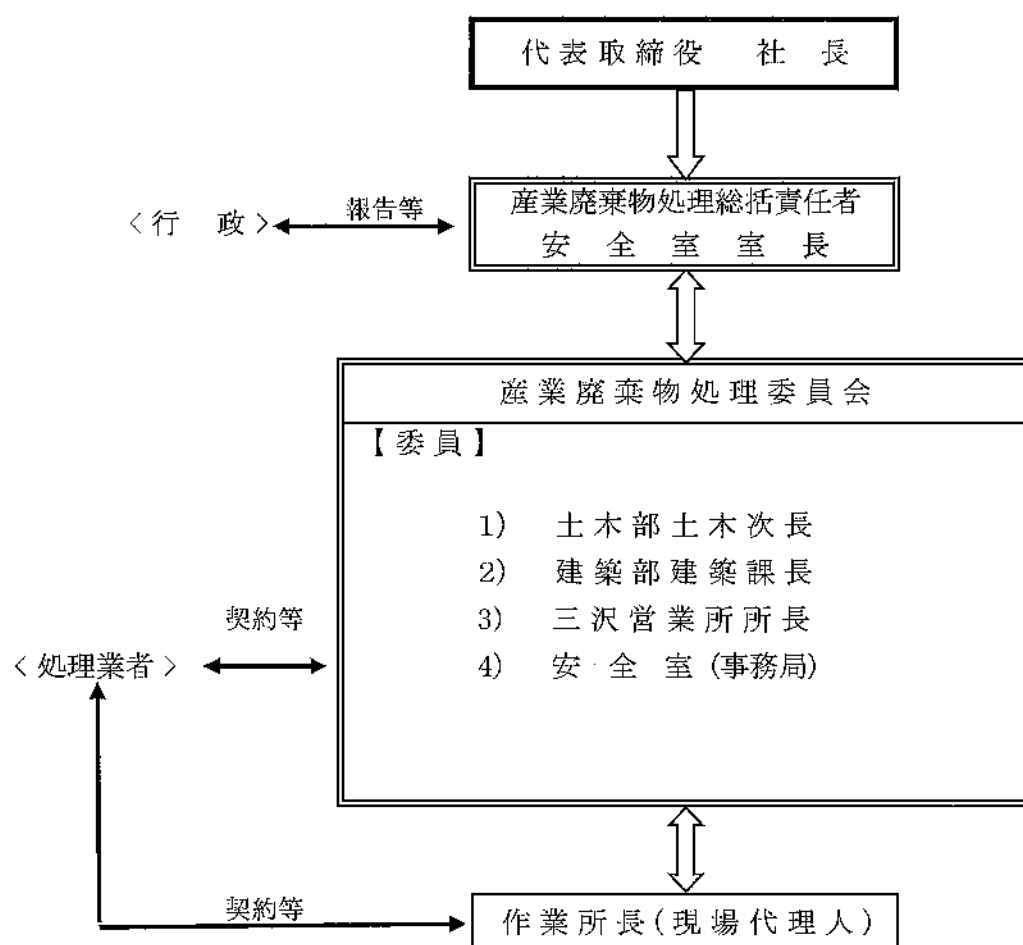 代表取締役 社長
産業廃棄物処理総括責任者
安全室室長
<行 政>
報告等
産業廃棄物処理委員会
【委員】
1) 土木部土木次長
2) 建築部建築課長
3) 三沢営業所所長
4) 安全室(事務局)
契約等
<処理業者>
契約等
作業所長(現場代理人)